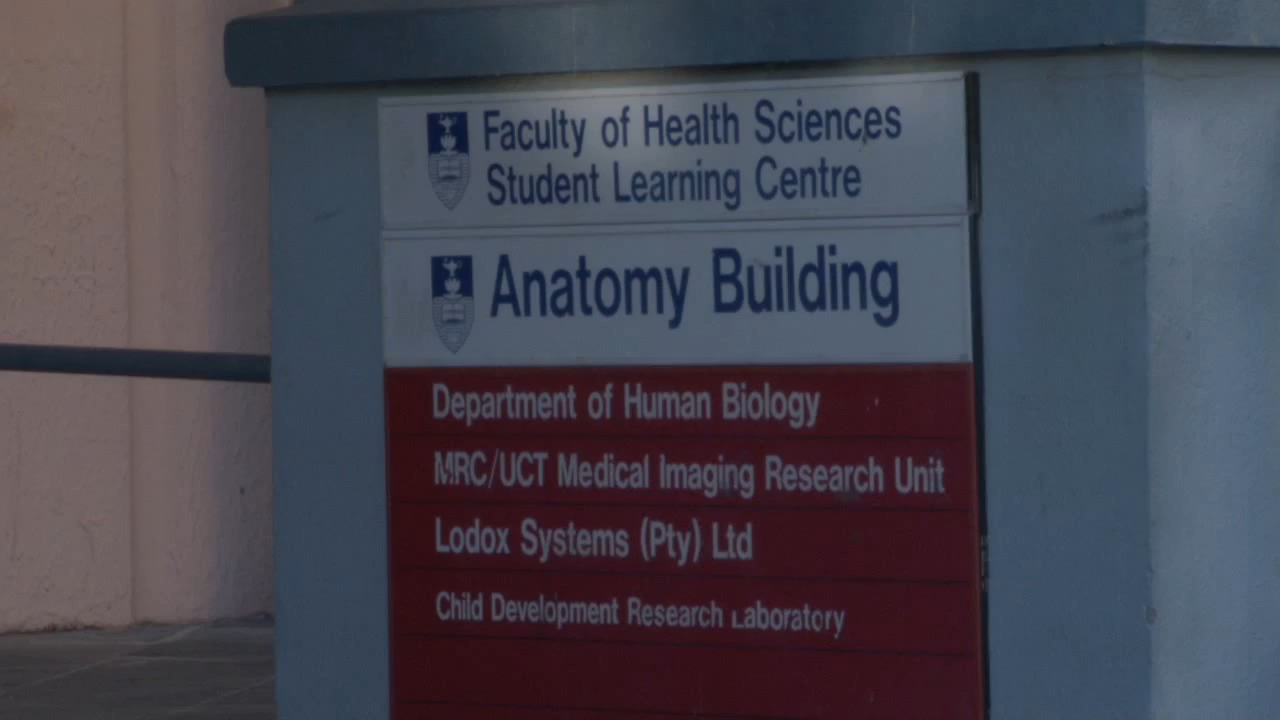 Faculty of Health Sciences
Student Learning Centre
Anatomy Building
Department of Human Biology
MRC/UCT Medical Imaging Research Unit
Lodox Systems (Pty) Ltd
Child Development Research Laboratory